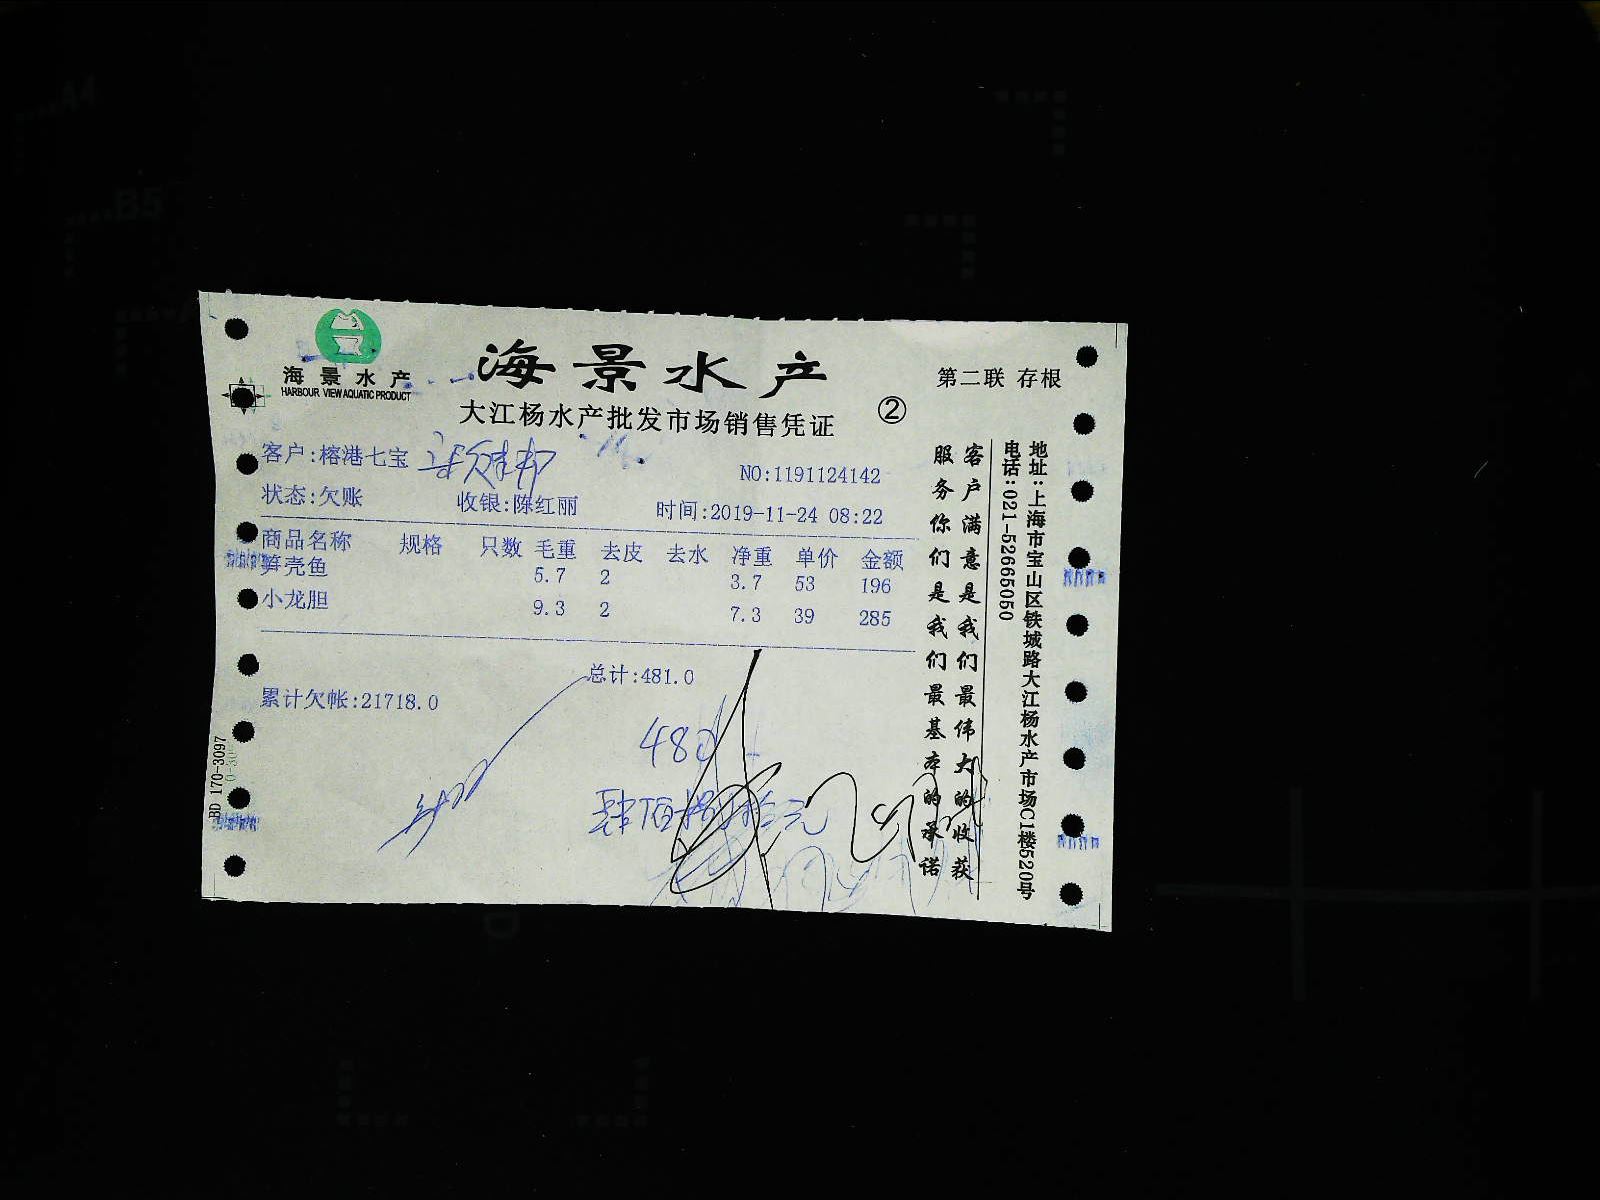 海景水产
HARBOUR VIEW AQUATIC PRODUCT
海景水产
大江杨水产批发市场销售凭证
②
第二联 存根
客户:榕港七宝
NO:1191124142
状态:欠账 收银:陈红丽 时间:2019-11-24 08:22
商品名称 规格 只数 毛重 去皮 去水 净重 单价 金额
笋壳鱼 5.7 2 3.7 53 196
小龙胆 9.3 2 7.3 39 285
总计:481.0
累计欠帐:21718.0
480
肆佰捌拾元
BD 170-3097
客户满意是我们最伟大的收获
服务你们是我们最基本的承诺
地址:上海市宝山区铁城路大江杨水产市场C1楼520号
电话:021-52665050
A4
B5